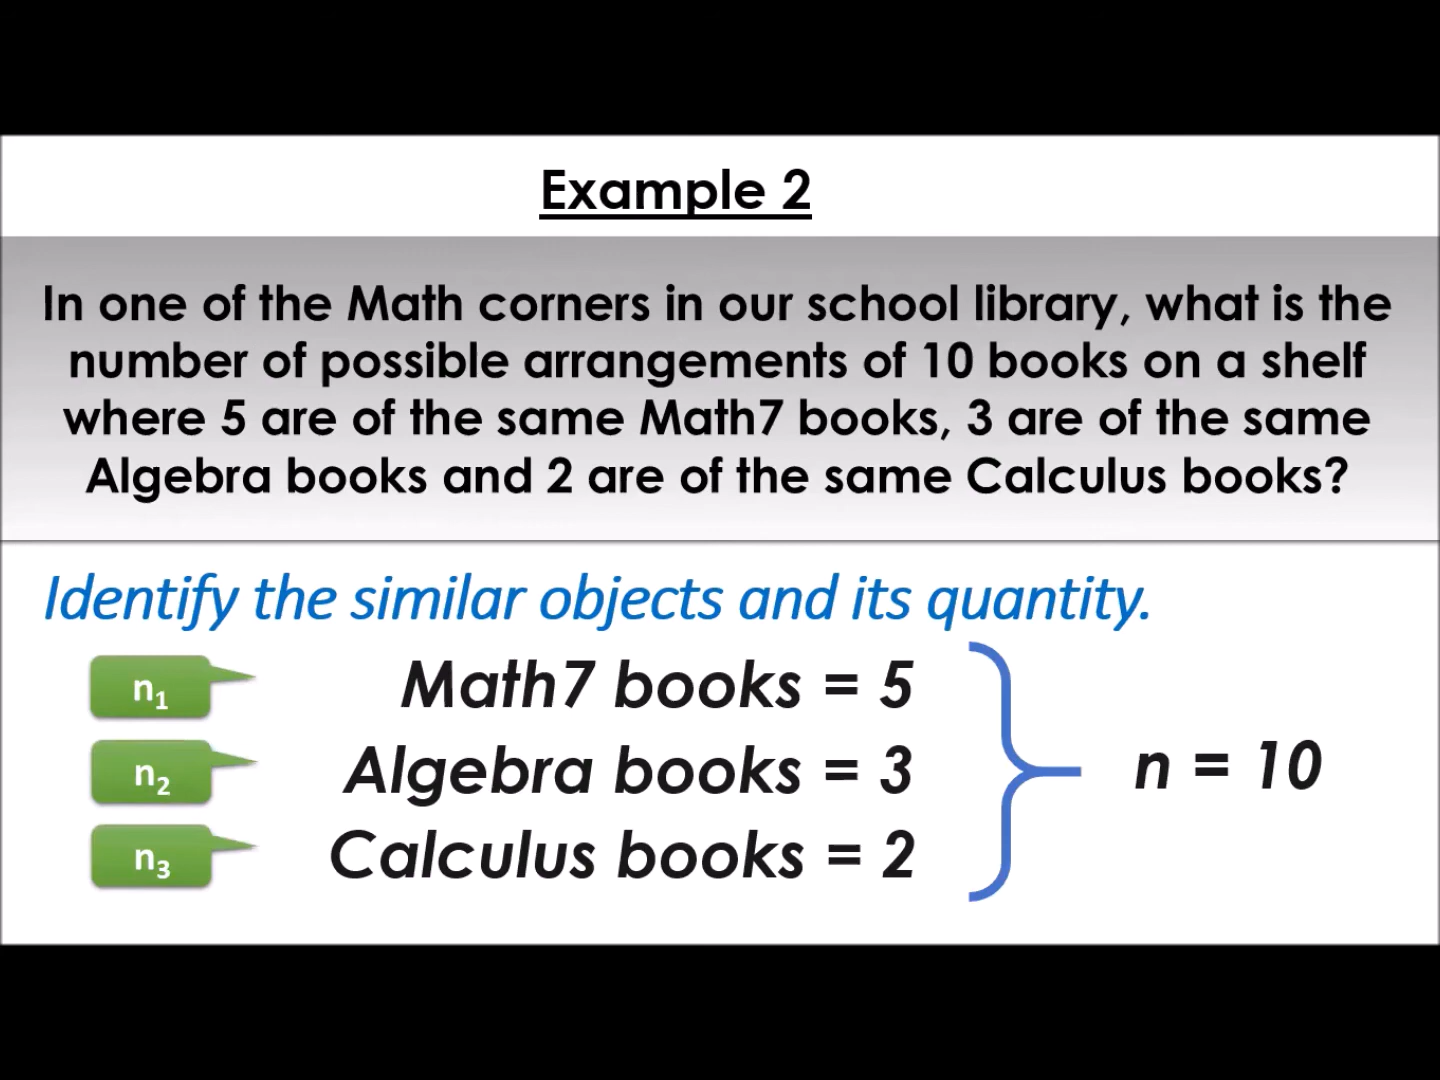 Example 2
In one of the Math corners in our school library, what is the
number of possible arrangements of 10 books on a shelf
where 5 are of the same Math7 books, 3 are of the same
Algebra books and 2 are of the same Calculus books?
Identify the similar objects and its quantity.
n₁ Math7 books = 5
n₂ Algebra books = 3
n = 10
n₃ Calculus books = 2